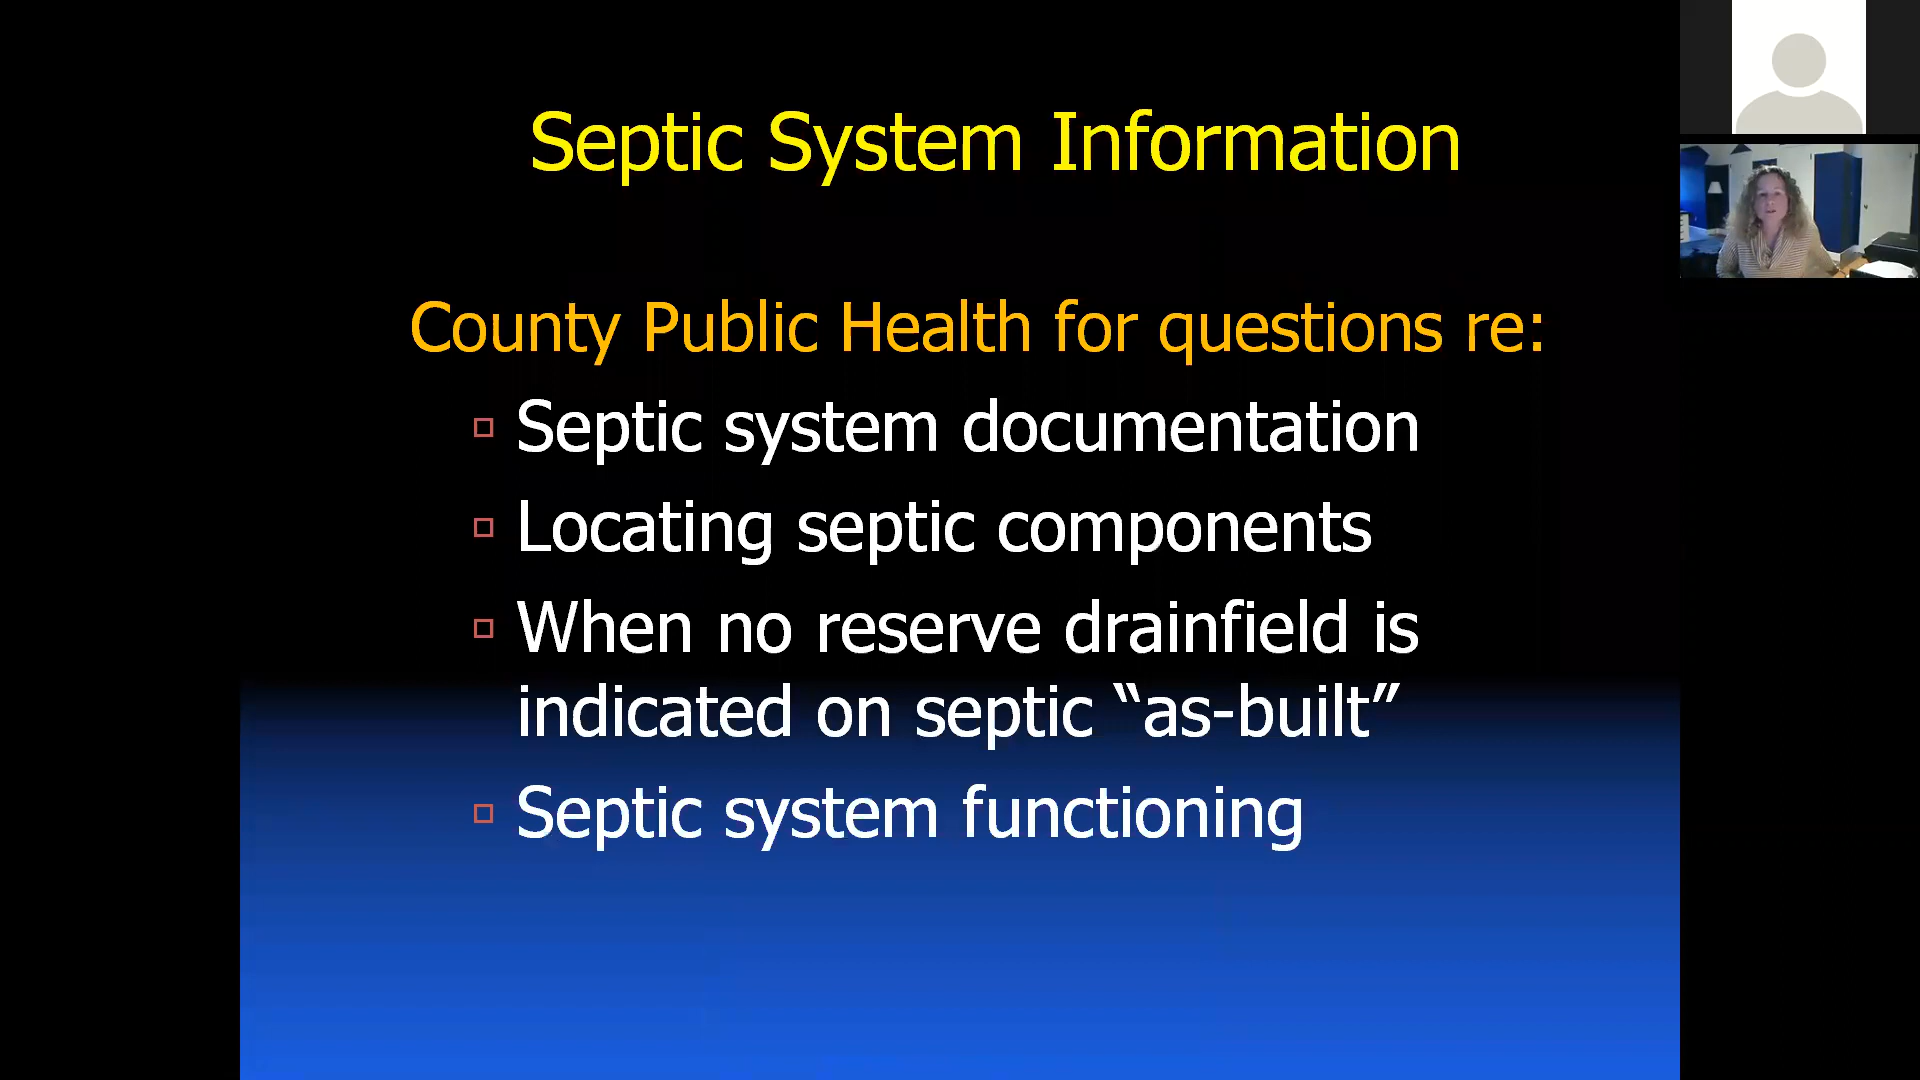 Septic System Information
County Public Health for questions re:
Septic system documentation
Locating septic components
When no reserve drainfield is
indicated on septic “as-built”
Septic system functioning